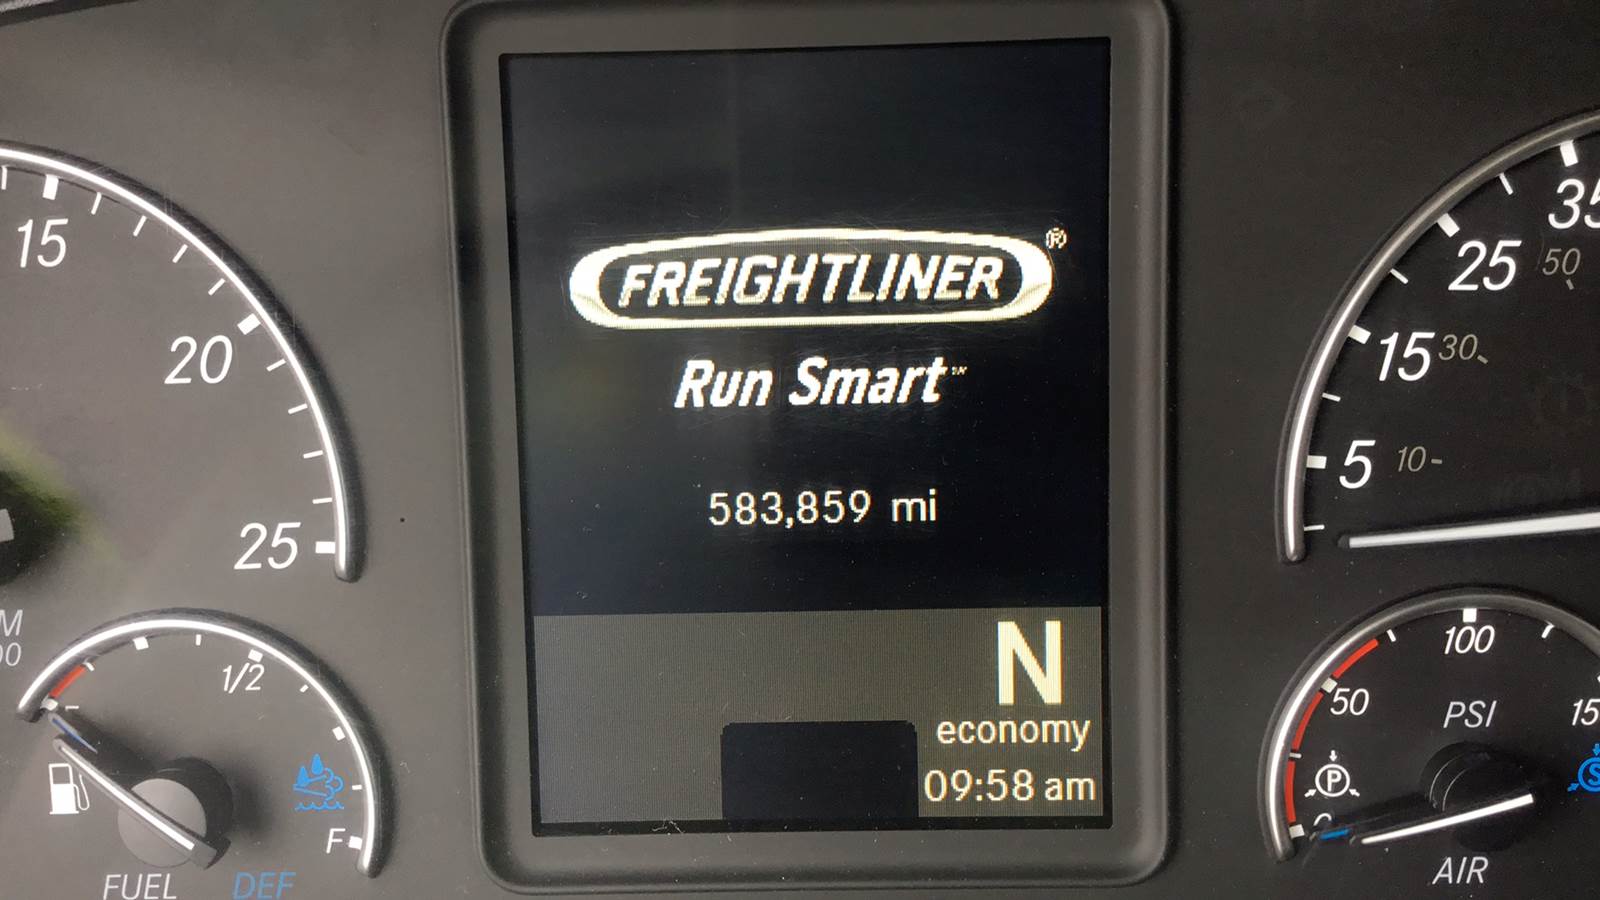 15
20
25
FREIGHTLINER®
Run Smart℠
583,859 mi
N
economy
09:58 am
1/2
F
FUEL DEF
35
25 50
15 30
5 10
100
50
PSI
P
S
AIR